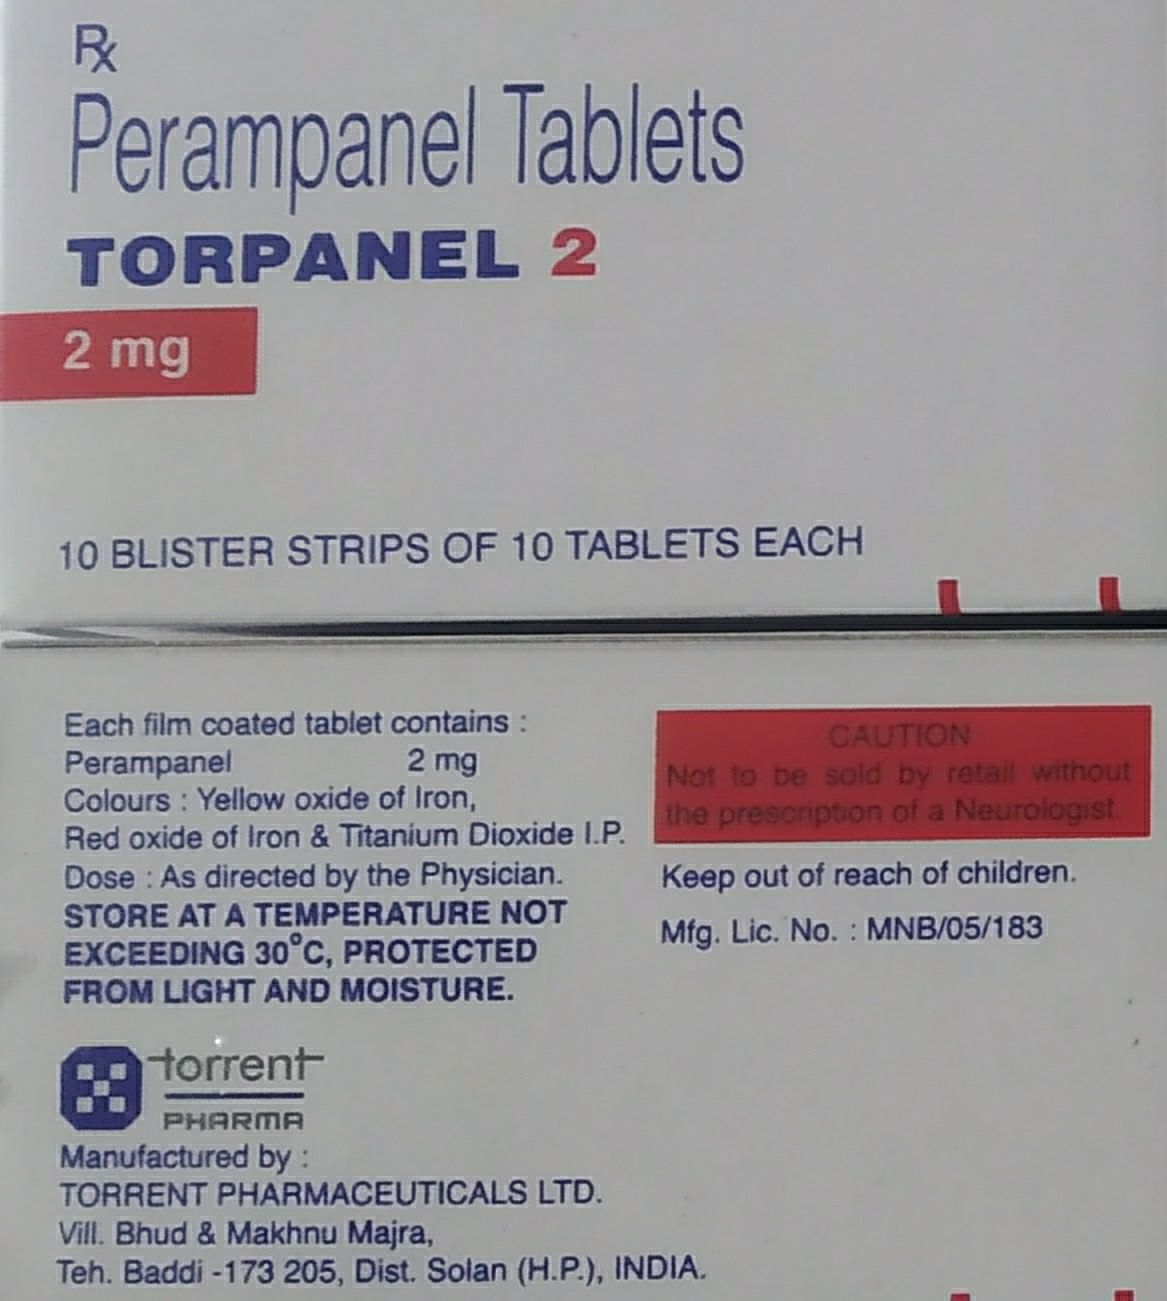 Rx
Perampanel Tablets
TORPANEL 2
2 mg
10 BLISTER STRIPS OF 10 TABLETS EACH
Each film coated tablet contains :
Perampanel 2 mg
Colours : Yellow oxide of Iron,
Red oxide of Iron & Titanium Dioxide I.P.
Dose : As directed by the Physician.
STORE AT A TEMPERATURE NOT
EXCEEDING 30°C, PROTECTED
FROM LIGHT AND MOISTURE.
CAUTION
Not to be sold by retail without
the prescription of a Neurologist.
Keep out of reach of children.
Mfg. Lic. No. : MNB/05/183
torrent
PHARMA
Manufactured by :
TORRENT PHARMACEUTICALS LTD.
Vill. Bhud & Makhnu Majra,
Teh. Baddi -173 205, Dist. Solan (H.P.), INDIA.